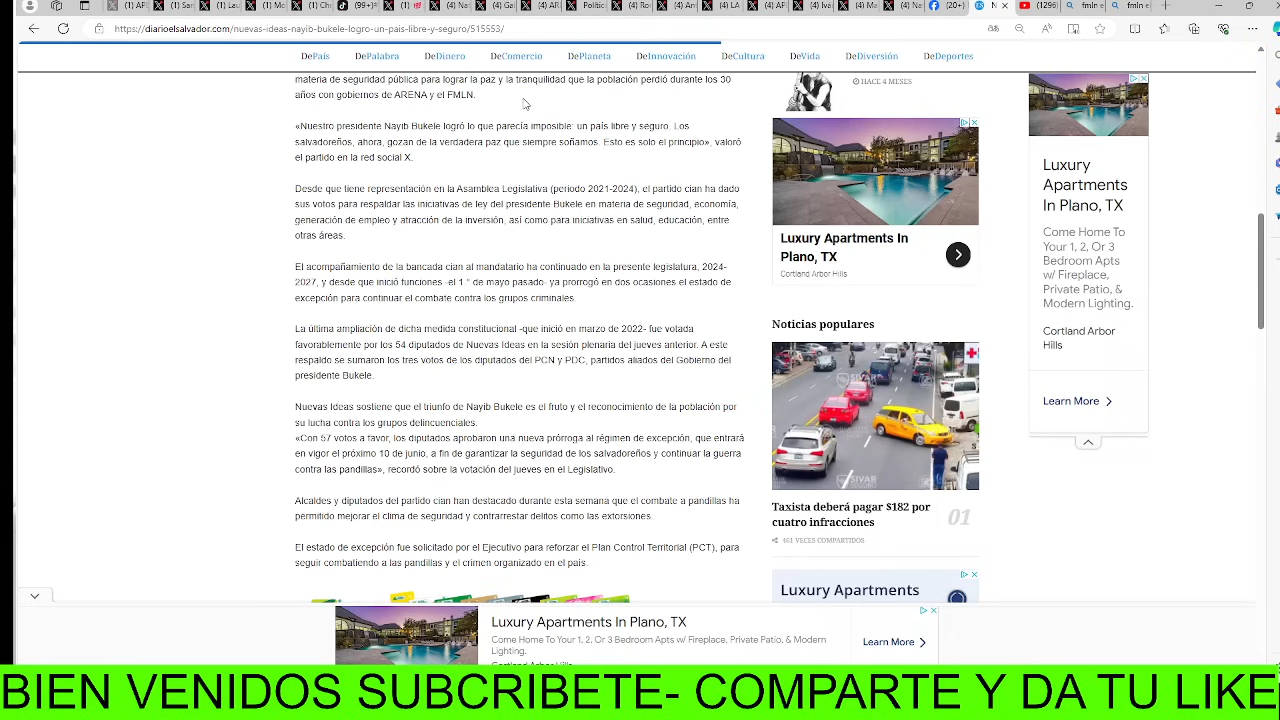 https://diarioelsalvador.com/nuevas-ideas-nayib-bukele-logro-un-pais-libre-y-seguro/515553/
DePaís DePalabra DeDinero DeComercio DePlaneta DeInnovación DeCultura DeVida DeDiversión DeDeportes
materia de seguridad pública para lograr la paz y la tranquilidad que la población perdió durante los 30
años con gobiernos de ARENA y el FMLN.
«Nuestro presidente Nayib Bukele logró lo que parecía imposible: un país libre y seguro. Los
salvadoreños, ahora, gozan de la verdadera paz que siempre soñamos. Esto es solo el principio», valoró
el partido en la red social X.
Desde que tiene representación en la Asamblea Legislativa (periodo 2021-2024), el partido cian ha dado
sus votos para respaldar las iniciativas de ley del presidente Bukele en materia de seguridad, economía,
generación de empleo y atracción de la inversión, así como para iniciativas en salud, educación, entre
otras áreas.
El acompañamiento de la bancada cian al mandatario ha continuado en la presente legislatura, 2024-
2027, y desde que inició funciones -el 1.° de mayo pasado- ya prorrogó en dos ocasiones el estado de
excepción para continuar el combate contra los grupos criminales.
La última ampliación de dicha medida constitucional -que inició en marzo de 2022- fue votada
favorablemente por los 54 diputados de Nuevas Ideas en la sesión plenaria del jueves anterior. A este
respaldo se sumaron los tres votos de los diputados del PCN y PDC, partidos aliados del Gobierno del
presidente Bukele.
Nuevas Ideas sostiene que el triunfo de Nayib Bukele es el fruto y el reconocimiento de la población por
su lucha contra los grupos delincuenciales.
«Con 57 votos a favor, los diputados aprobaron una nueva prórroga al régimen de excepción, que entrará
en vigor el próximo 10 de junio, a fin de garantizar la seguridad de los salvadoreños y continuar la guerra
contra las pandillas», recordó sobre la votación del jueves en el Legislativo.
Alcaldes y diputados del partido cian han destacado durante esta semana que el combate a pandillas ha
permitido mejorar el clima de seguridad y contrarrestar delitos como las extorsiones.
El estado de excepción fue solicitado por el Ejecutivo para reforzar el Plan Control Territorial (PCT), para
seguir combatiendo a las pandillas y el crimen organizado en el país.
HACE 4 MESES
Luxury Apartments In
Plano, TX
Cortland Arbor Hills
Noticias populares
SIVAR
SIVAR
Taxista deberá pagar $182 por
cuatro infracciones
01
461 VECES COMPARTIDOS
Luxury Apartments
Luxury
Apartments
In Plano, TX
Come Home To
Your 1, 2, Or 3
Bedroom Apts
w/ Fireplace,
Private Patio, &
Modern Lighting.
Cortland Arbor
Hills
Learn More
Luxury Apartments In Plano, TX
Come Home To Your 1, 2, Or 3 Bedroom Apts w/ Fireplace, Private Patio, & Modern
Lighting.
Learn More
BIEN VENIDOS SUBCRIBETE- COMPARTE Y DA TU LIKE